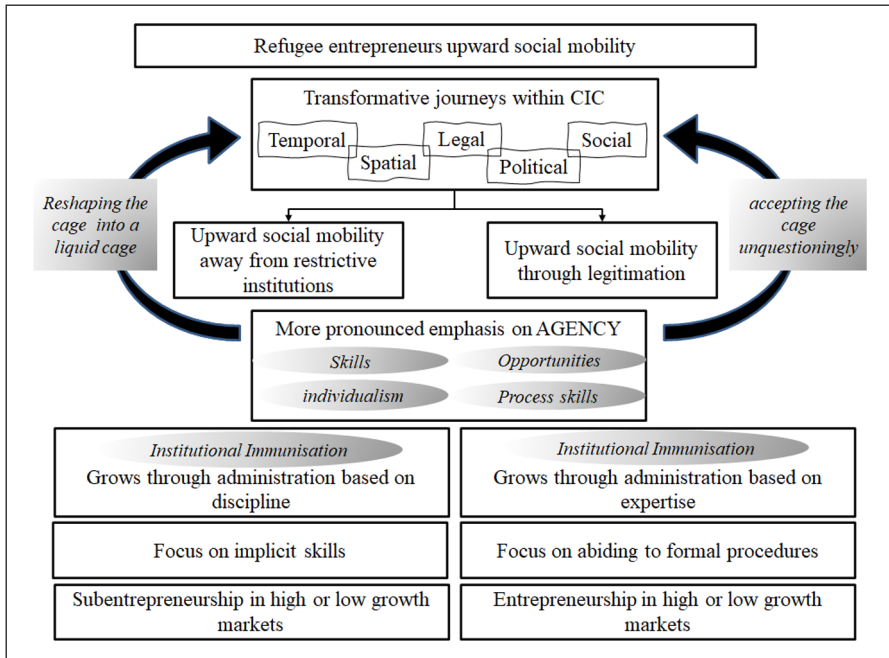 Refugee entrepreneurs upward social mobility
Transformative journeys within CIC
Temporal
Legal
Social
Spatial
Political
Reshaping the
cage into a
liquid cage
accepting the
cage
unquestioningly
Upward social mobility
away from restrictive
institutions
Upward social mobility
through legitimation
More pronounced emphasis on AGENCY
Skills
Opportunities
individualism
Process skills
Institutional Immunisation
Grows through administration based on
discipline
Institutional Immunisation
Grows through administration based on
expertise
Focus on implicit skills
Focus on abiding to formal procedures
Subentrepreneurship in high or low growth
markets
Entrepreneurship in high or low growth
markets